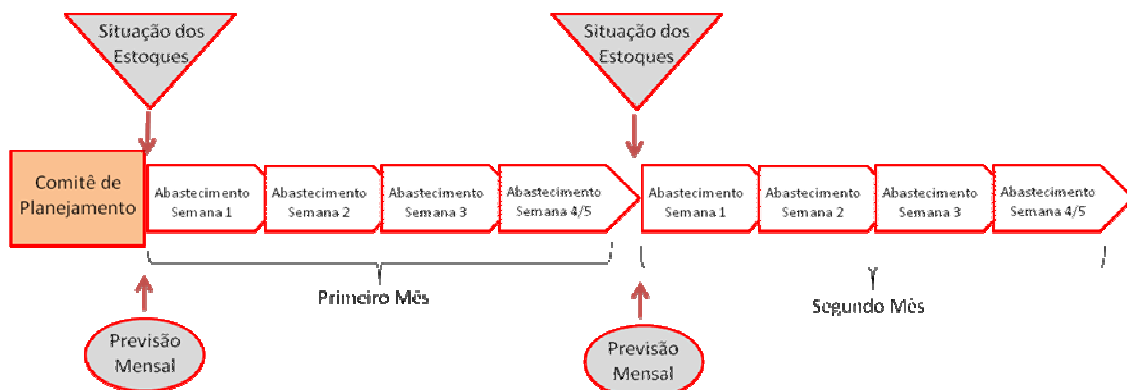 Situação dos
Estoques
Situação dos
Estoques
Comitê de
Planejamento
Abastecimento
Semana 1
Abastecimento
Semana 2
Abastecimento
Semana 3
Abastecimento
Semana 4/5
Abastecimento
Semana 1
Abastecimento
Semana 2
Abastecimento
Semana 3
Abastecimento
Semana 4/5
Primeiro Mês
Segundo Mês
Previsão
Mensal
Previsão
Mensal